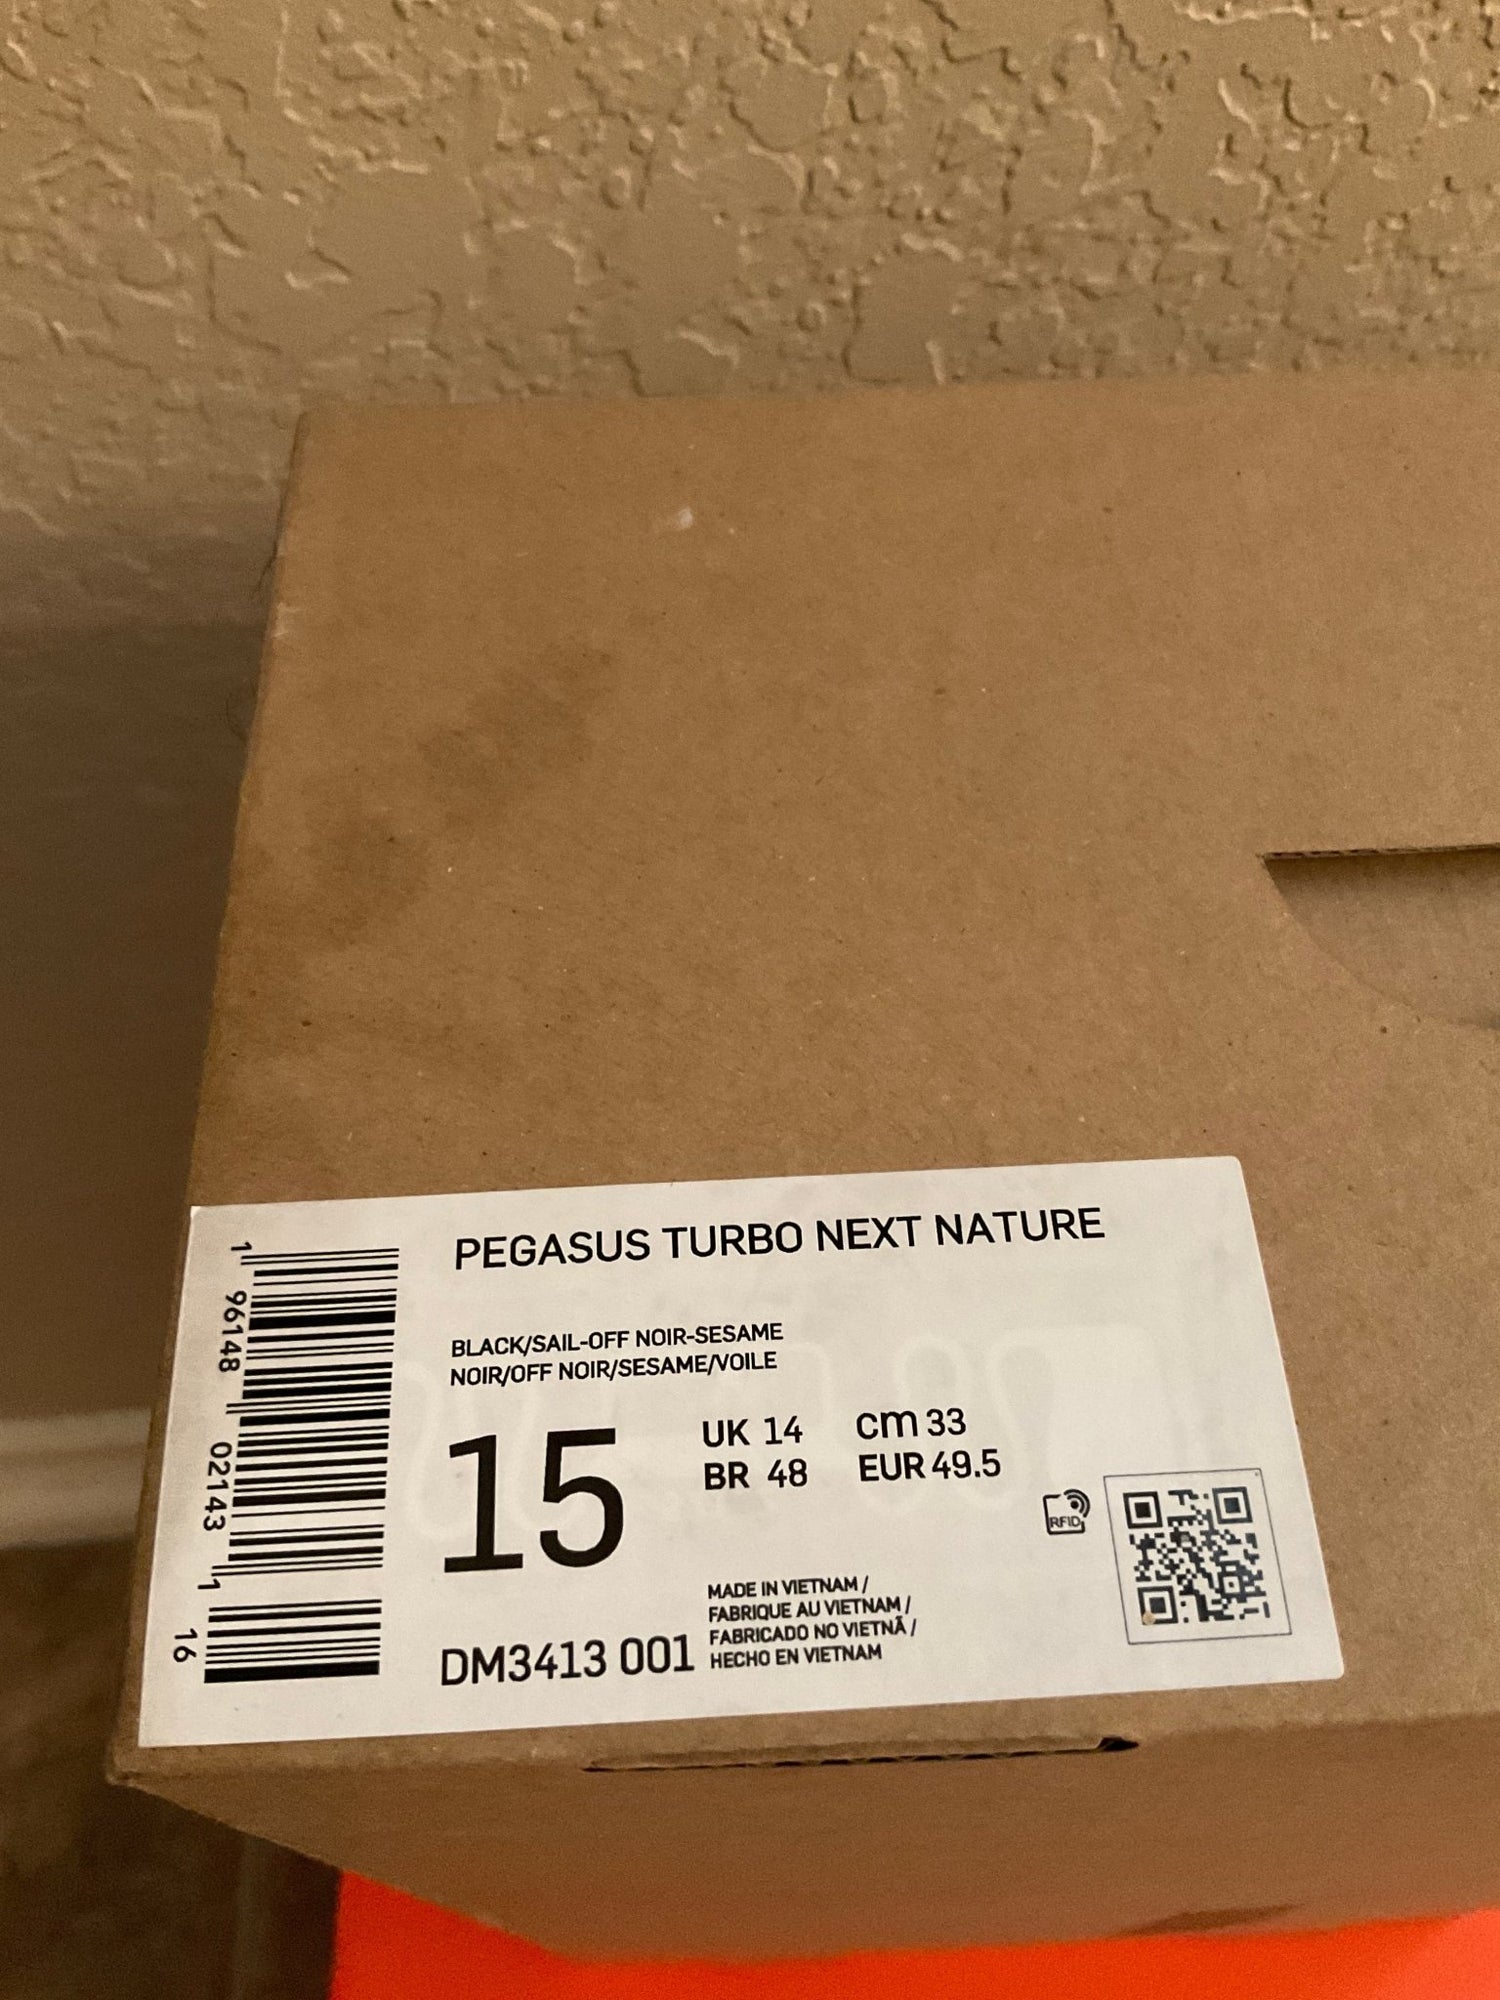 PEGASUS TURBO NEXT NATURE
BLACK/SAIL-OFF NOIR-SESAME
NOIR/OFF NOIR/SESAME/VOILE
15
UK 14 cm 33
BR 48 EUR 49.5
RFID
MADE IN VIETNAM /
FABRIQUE AU VIETNAM /
FABRICADO NO VIETNÃ /
HECHO EN VIETNAM
DM3413 001
1 96148 02143 1 16